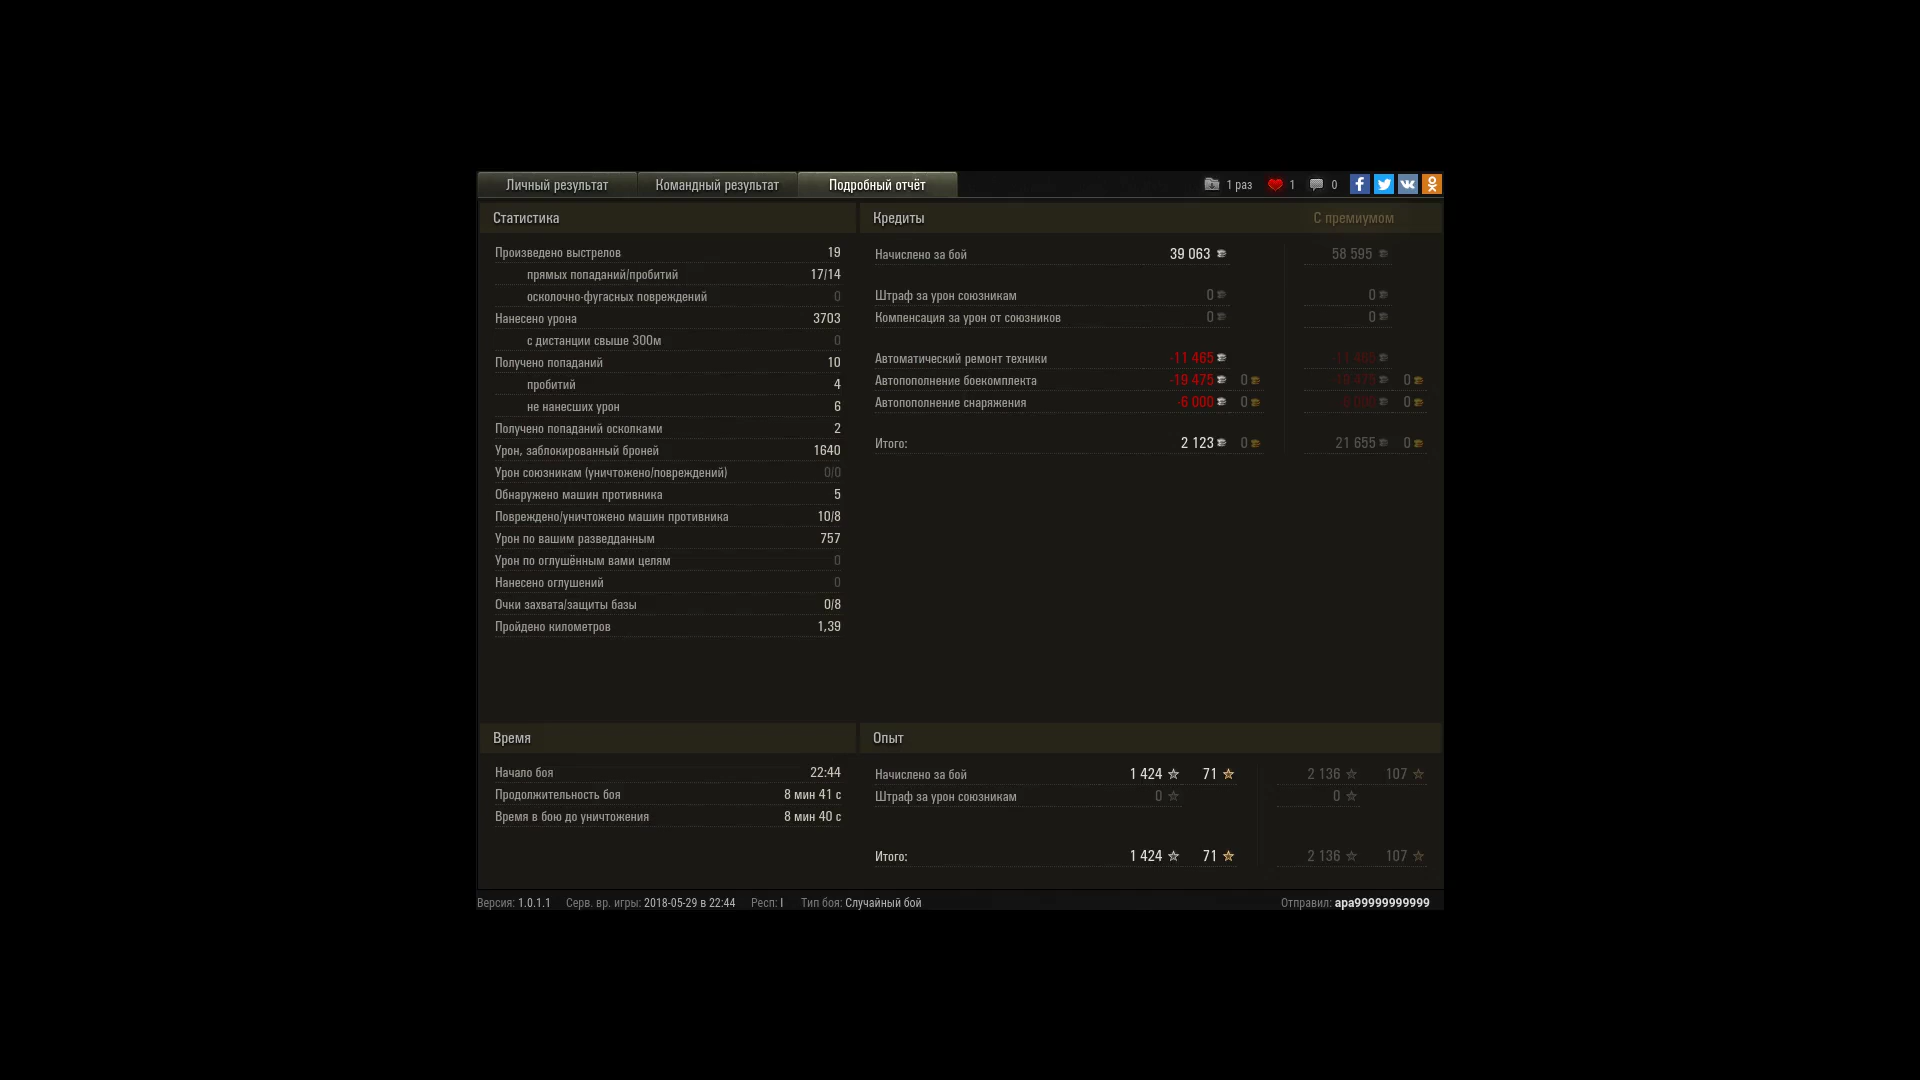 Личный результат Командный результат Подробный отчёт 1 раз 1 0
Статистика
Произведено выстрелов 19
прямых попаданий/пробитий 17/14
осколочно-фугасных повреждений 0
Нанесено урона 3703
с дистанции свыше 300м 0
Получено попаданий 10
пробитий 4
не нанесших урон 6
Получено попаданий осколками 2
Урон, заблокированный броней 1640
Урон союзникам (уничтожено/повреждений) 0/0
Обнаружено машин противника 5
Повреждено/уничтожено машин противника 10/8
Урон по вашим разведданным 757
Урон по оглушённым вами целям 0
Нанесено оглушений 0
Очки захвата/защиты базы 0/8
Пройдено километров 1,39
Кредиты С премиумом
Начислено за бой 39 063 58 595
Штраф за урон союзникам 0 0
Компенсация за урон от союзников 0 0
Автоматический ремонт техники -11 465 -11 465
Автопополнение боекомплекта -19 475 0 -19 475 0
Автопополнение снаряжения -6 000 0 -6 000 0
Итого: 2 123 0 21 655 0
Время
Начало боя 22:44
Продолжительность боя 8 мин 41 с
Время в бою до уничтожения 8 мин 40 с
Опыт
Начислено за бой 1 424 71 2 136 107
Штраф за урон союзникам 0 0
Итого: 1 424 71 2 136 107
Версия: 1.0.1.1 Серв. вр. игры: 2018-05-29 в 22:44 Респ: I Тип боя: Случайный бой Отправил: apa99999999999